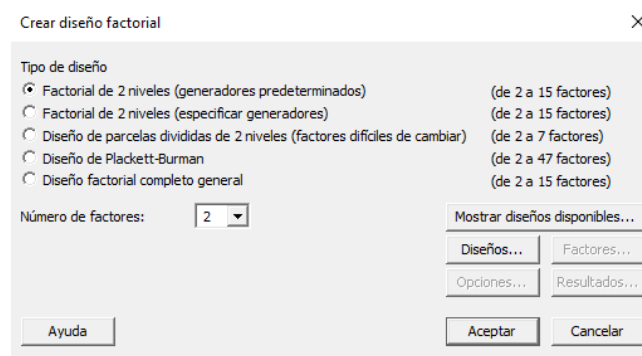 Crear diseño factorial
Tipo de diseño
Factorial de 2 niveles (generadores predeterminados) (de 2 a 15 factores)
Factorial de 2 niveles (especificar generadores) (de 2 a 15 factores)
Diseño de parcelas divididas de 2 niveles (factores difíciles de cambiar) (de 2 a 7 factores)
Diseño de Plackett-Burman (de 2 a 47 factores)
Diseño factorial completo general (de 2 a 15 factores)
Número de factores: 2 Mostrar diseños disponibles...
Diseños... Factores...
Opciones... Resultados...
Ayuda Aceptar Cancelar